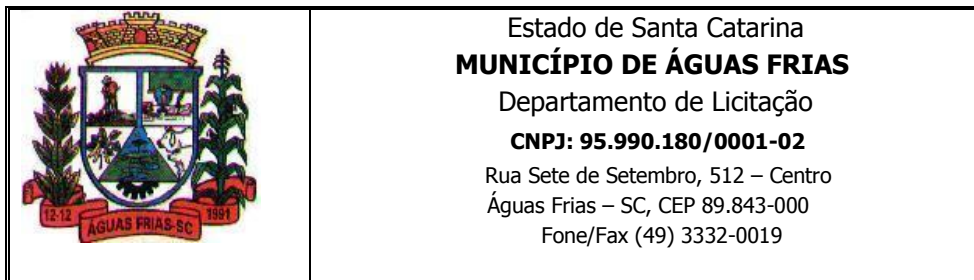 Estado de Santa Catarina
MUNICÍPIO DE ÁGUAS FRIAS
Departamento de Licitação
CNPJ: 95.990.180/0001-02
Rua Sete de Setembro, 512 – Centro
Águas Frias – SC, CEP 89.843-000
Fone/Fax (49) 3332-0019
12-12
ÁGUAS FRIAS-SC
1991